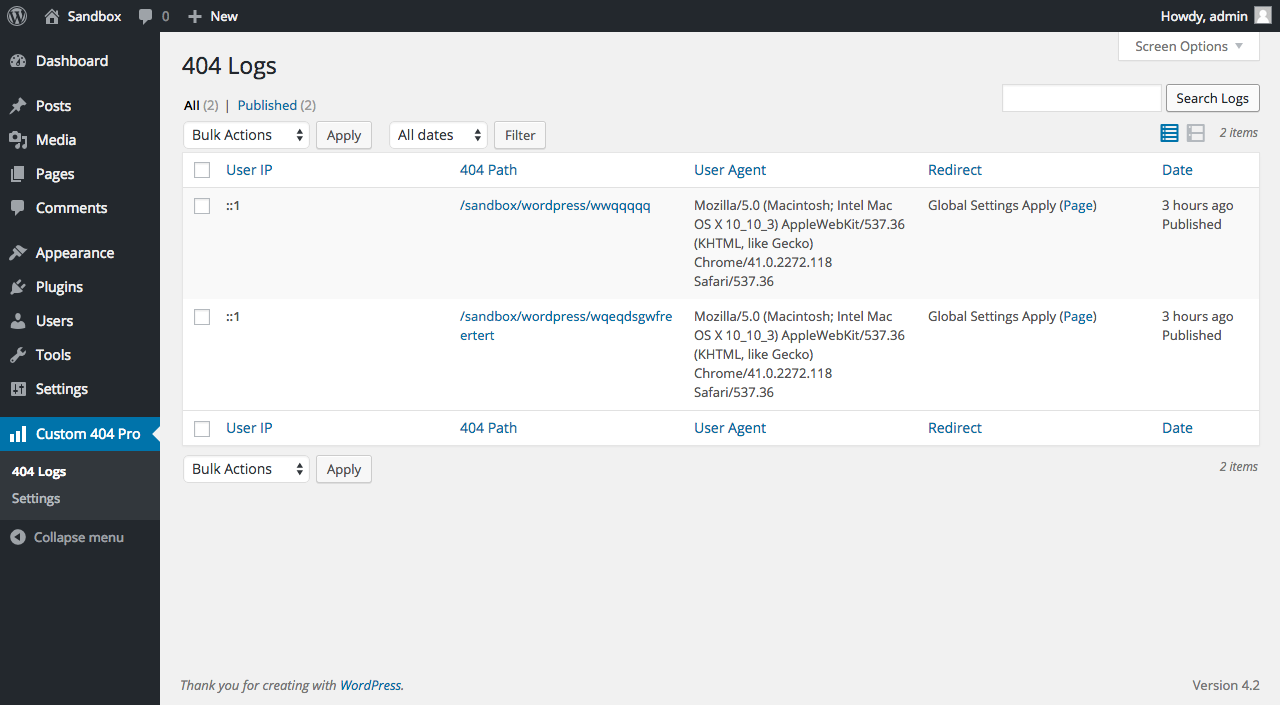 Sandbox 0 New Howdy, admin
Screen Options
Dashboard
Posts
Media
Pages
Comments
Appearance
Plugins
Users
Tools
Settings
Custom 404 Pro
404 Logs
Settings
Collapse menu
404 Logs
All (2) | Published (2)
Search Logs
Bulk Actions Apply All dates Filter 2 items
User IP 404 Path User Agent Redirect Date
::1 /sandbox/wordpress/wwqqqqq Mozilla/5.0 (Macintosh; Intel Mac Global Settings Apply (Page) 3 hours ago
OS X 10_10_3) AppleWebKit/537.36 Published
(KHTML, like Gecko)
Chrome/41.0.2272.118
Safari/537.36
::1 /sandbox/wordpress/wqeqdsgwfre Mozilla/5.0 (Macintosh; Intel Mac Global Settings Apply (Page) 3 hours ago
ertert OS X 10_10_3) AppleWebKit/537.36 Published
(KHTML, like Gecko)
Chrome/41.0.2272.118
Safari/537.36
User IP 404 Path User Agent Redirect Date
Bulk Actions Apply 2 items
Thank you for creating with WordPress. Version 4.2